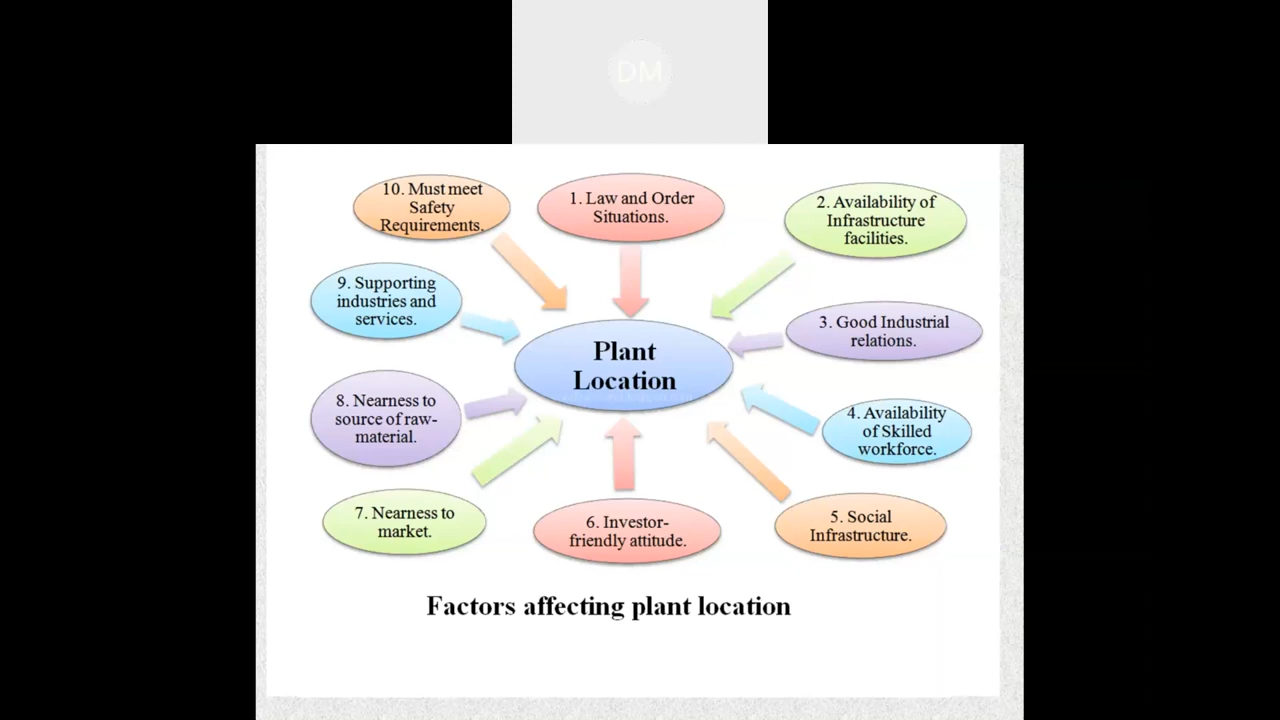 DM
10. Must meet
Safety
Requirements.
1. Law and Order
Situations.
2. Availability of
Infrastructure
facilities.
9. Supporting
industries and
services.
3. Good Industrial
relations.
Plant
Location
8. Nearness to
source of raw-
material.
4. Availability
of Skilled
workforce.
7. Nearness to
market.
6. Investor-
friendly attitude.
5. Social
Infrastructure.
Factors affecting plant location